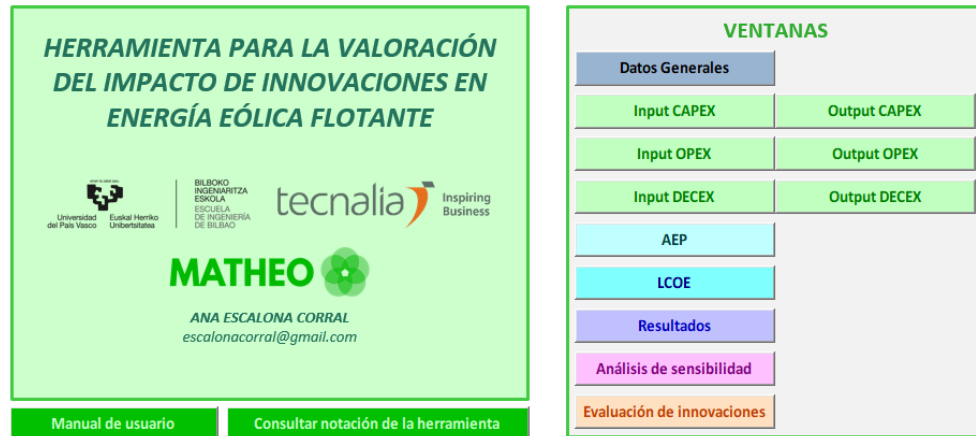 HERRAMIENTA PARA LA VALORACIÓN
DEL IMPACTO DE INNOVACIONES EN
ENERGÍA EÓLICA FLOTANTE
Universidad del País Vasco
Euskal Herriko Unibertsitatea
BILBOKO
INGENIARITZA
ESKOLA
ESCUELA
DE INGENIERÍA
DE BILBAO
tecnalia
Inspiring
Business
MATHEO
ANA ESCALONA CORRAL
escalonacorral@gmail.com
Manual de usuario
Consultar notación de la herramienta
VENTANAS
Datos Generales
Input CAPEX
Output CAPEX
Input OPEX
Output OPEX
Input DECEX
Output DECEX
AEP
LCOE
Resultados
Análisis de sensibilidad
Evaluación de innovaciones